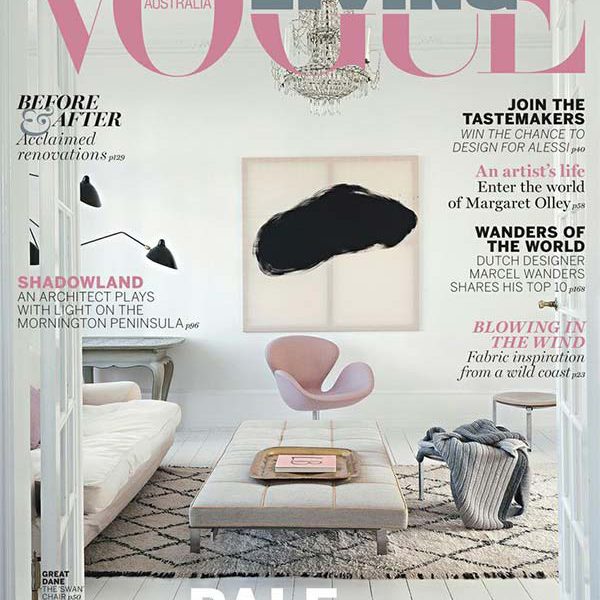 AUSTRALIA
LIVING
VOGUE
BEFORE
& AFTER
Acclaimed
renovations p129
SHADOWLAND
AN ARCHITECT PLAYS
WITH LIGHT ON THE
MORNINGTON PENINSULA p96
JOIN THE
TASTEMAKERS
WIN THE CHANCE TO
DESIGN FOR ALESSI p40
An artist's life
Enter the world
of Margaret Olley p58
WANDERS OF
THE WORLD
DUTCH DESIGNER
MARCEL WANDERS
SHARES HIS TOP 10 p168
BLOWING IN
THE WIND
Fabric inspiration
from a wild coast p23
GREAT
DANE
THE 'SWAN'
CHAIR p50
PALE